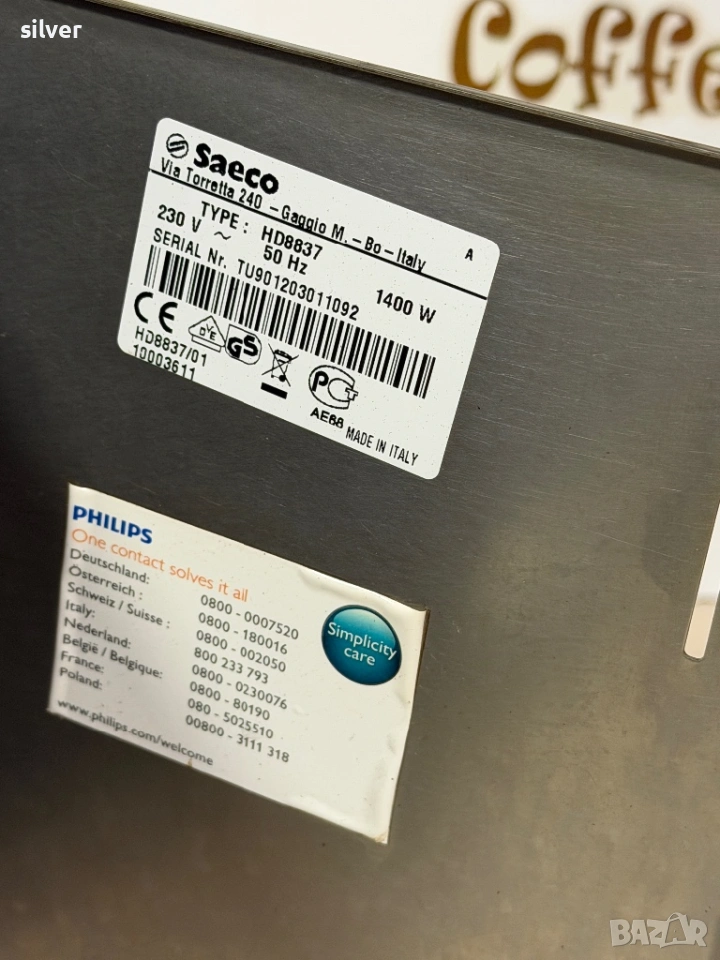 silver
Coffe
Saeco
Via Torretta 240 - Gaggio M. - Bo - Italy
A
TYPE: HD8837
230 V ~ 50 Hz 1400 W
SERIAL Nr. TU901203011092
CE DVE GS PCT
HD8837/01
10003611
AE68
MADE IN ITALY
PHILIPS
One contact solves it all
Deutschland: 0800 - 0007520
Österreich : 0800 - 180016
Schweiz / Suisse : 0800 - 002050
Italy: 800 233 793
Nederland: 0800 - 0230076
België / Belgique: 0800 - 80190
France: 080 - 5025510
Poland: 00800 - 3111 318
www.philips.com/welcome
Simplicity
care
BAZAR